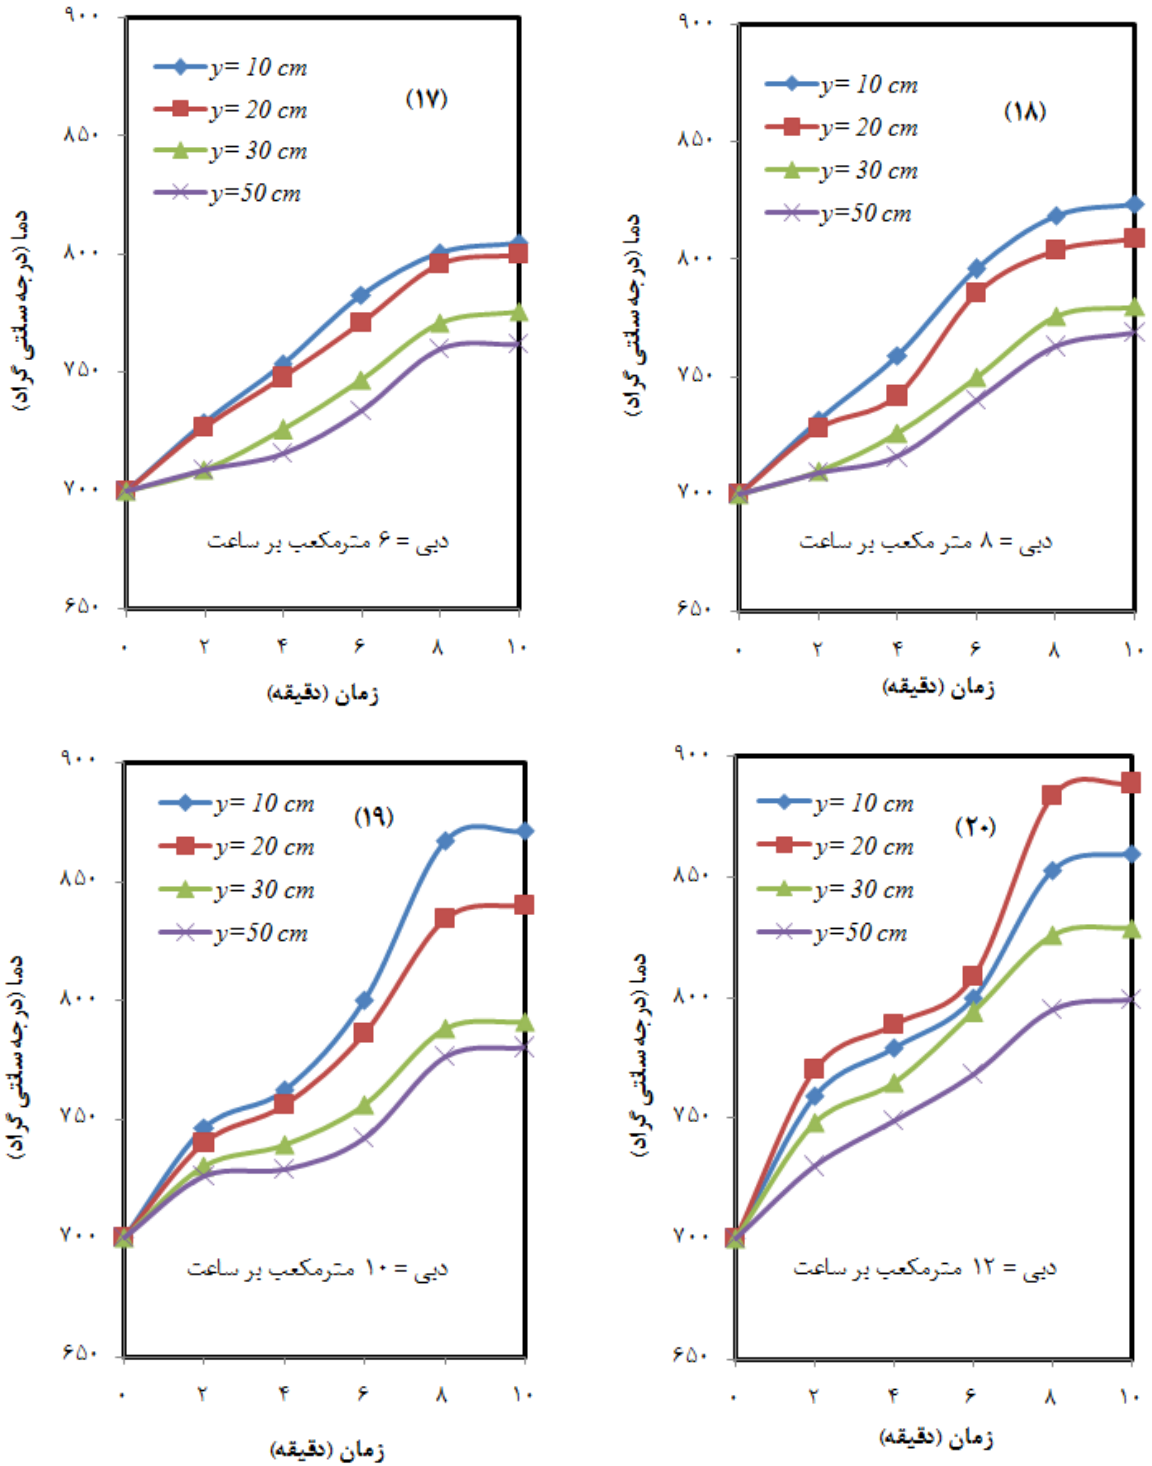 ۹۰۰
۸۵۰
۸۰۰
۷۵۰
۷۰۰
۶۵۰
y= 10 cm
y= 20 cm
y= 30 cm
y=50 cm
(۱۷)
دبی = ۶ مترمکعب بر ساعت
۰ ۲ ۴ ۶ ۸ ۱۰
زمان (دقیقه)
دما (درجه سانتی گراد)
۹۰۰
۸۵۰
۸۰۰
۷۵۰
۷۰۰
۶۵۰
y= 10 cm
y= 20 cm
y= 30 cm
y=50 cm
(۱۸)
دبی = ۸ متر مکعب بر ساعت
۰ ۲ ۴ ۶ ۸ ۱۰
زمان (دقیقه)
دما (درجه سانتی گراد)
۹۰۰
۸۵۰
۸۰۰
۷۵۰
۷۰۰
۶۵۰
y= 10 cm
y= 20 cm
y= 30 cm
y=50 cm
(۱۹)
دبی = ۱۰ مترمکعب بر ساعت
۰ ۲ ۴ ۶ ۸ ۱۰
زمان (دقیقه)
دما (درجه سانتی گراد)
۹۰۰
۸۵۰
۸۰۰
۷۵۰
۷۰۰
۶۵۰
y= 10 cm
y= 20 cm
y= 30 cm
y=50 cm
(۲۰)
دبی = ۱۲ مترمکعب بر ساعت
۰ ۲ ۴ ۶ ۸ ۱۰
زمان (دقیقه)
دما (درجه سانتی گراد)